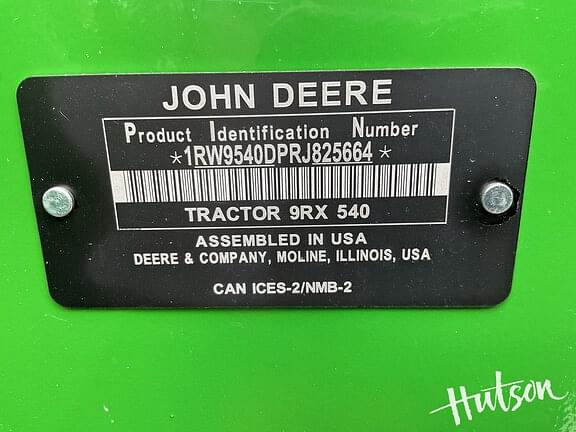 JOHN DEERE
Product Identification Number
*1RW9540DPRJ825664*
TRACTOR 9RX 540
ASSEMBLED IN USA
DEERE & COMPANY, MOLINE, ILLINOIS, USA
CAN ICES-2/NMB-2
Hutson